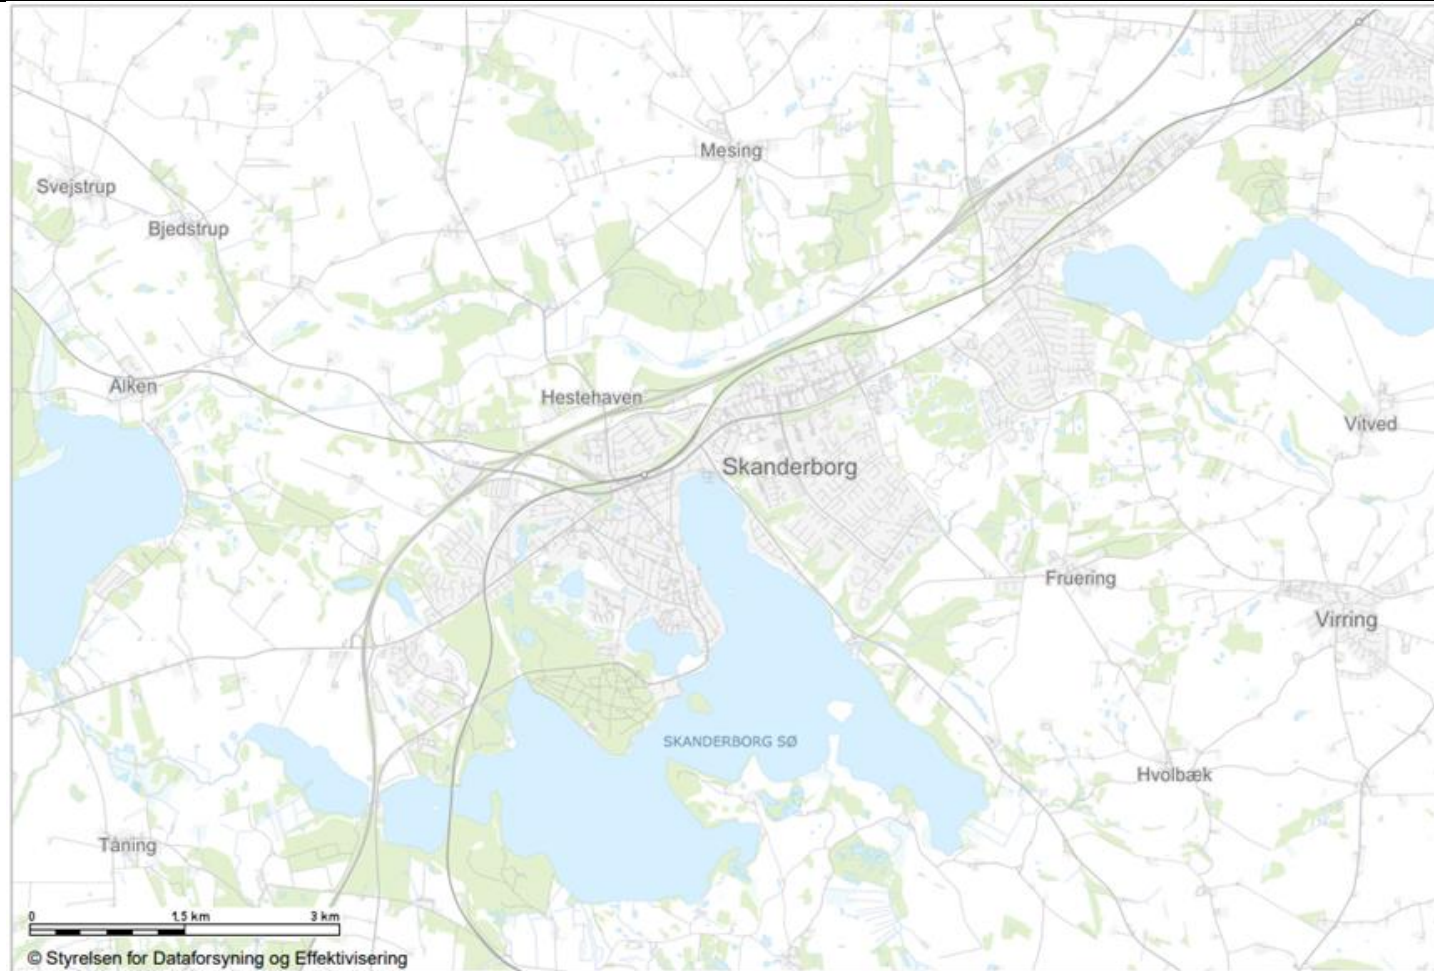 Mesing
Svejstrup
Bjedstrup
Alken
Hestehaven
Vitved
Skanderborg
Fruering
Virring
SKANDERBORG SØ
Hvolbæk
Tåning
0 1,5 km 3 km
© Styrelsen for Dataforsyning og Effektivisering